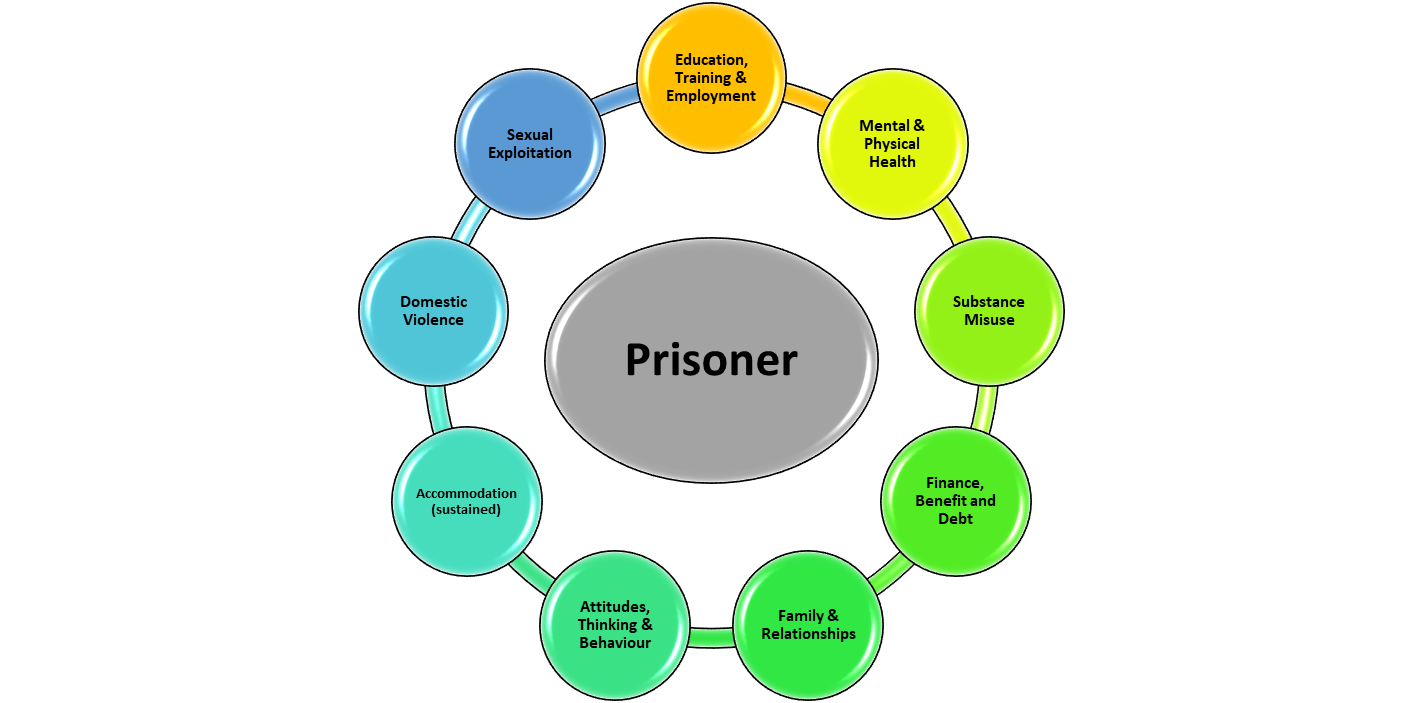 Education,
Training &
Employment
Mental &
Physical
Health
Substance
Misuse
Finance,
Benefit and
Debt
Family &
Relationships
Attitudes,
Thinking &
Behaviour
Accommodation
(sustained)
Domestic
Violence
Sexual
Exploitation
Prisoner